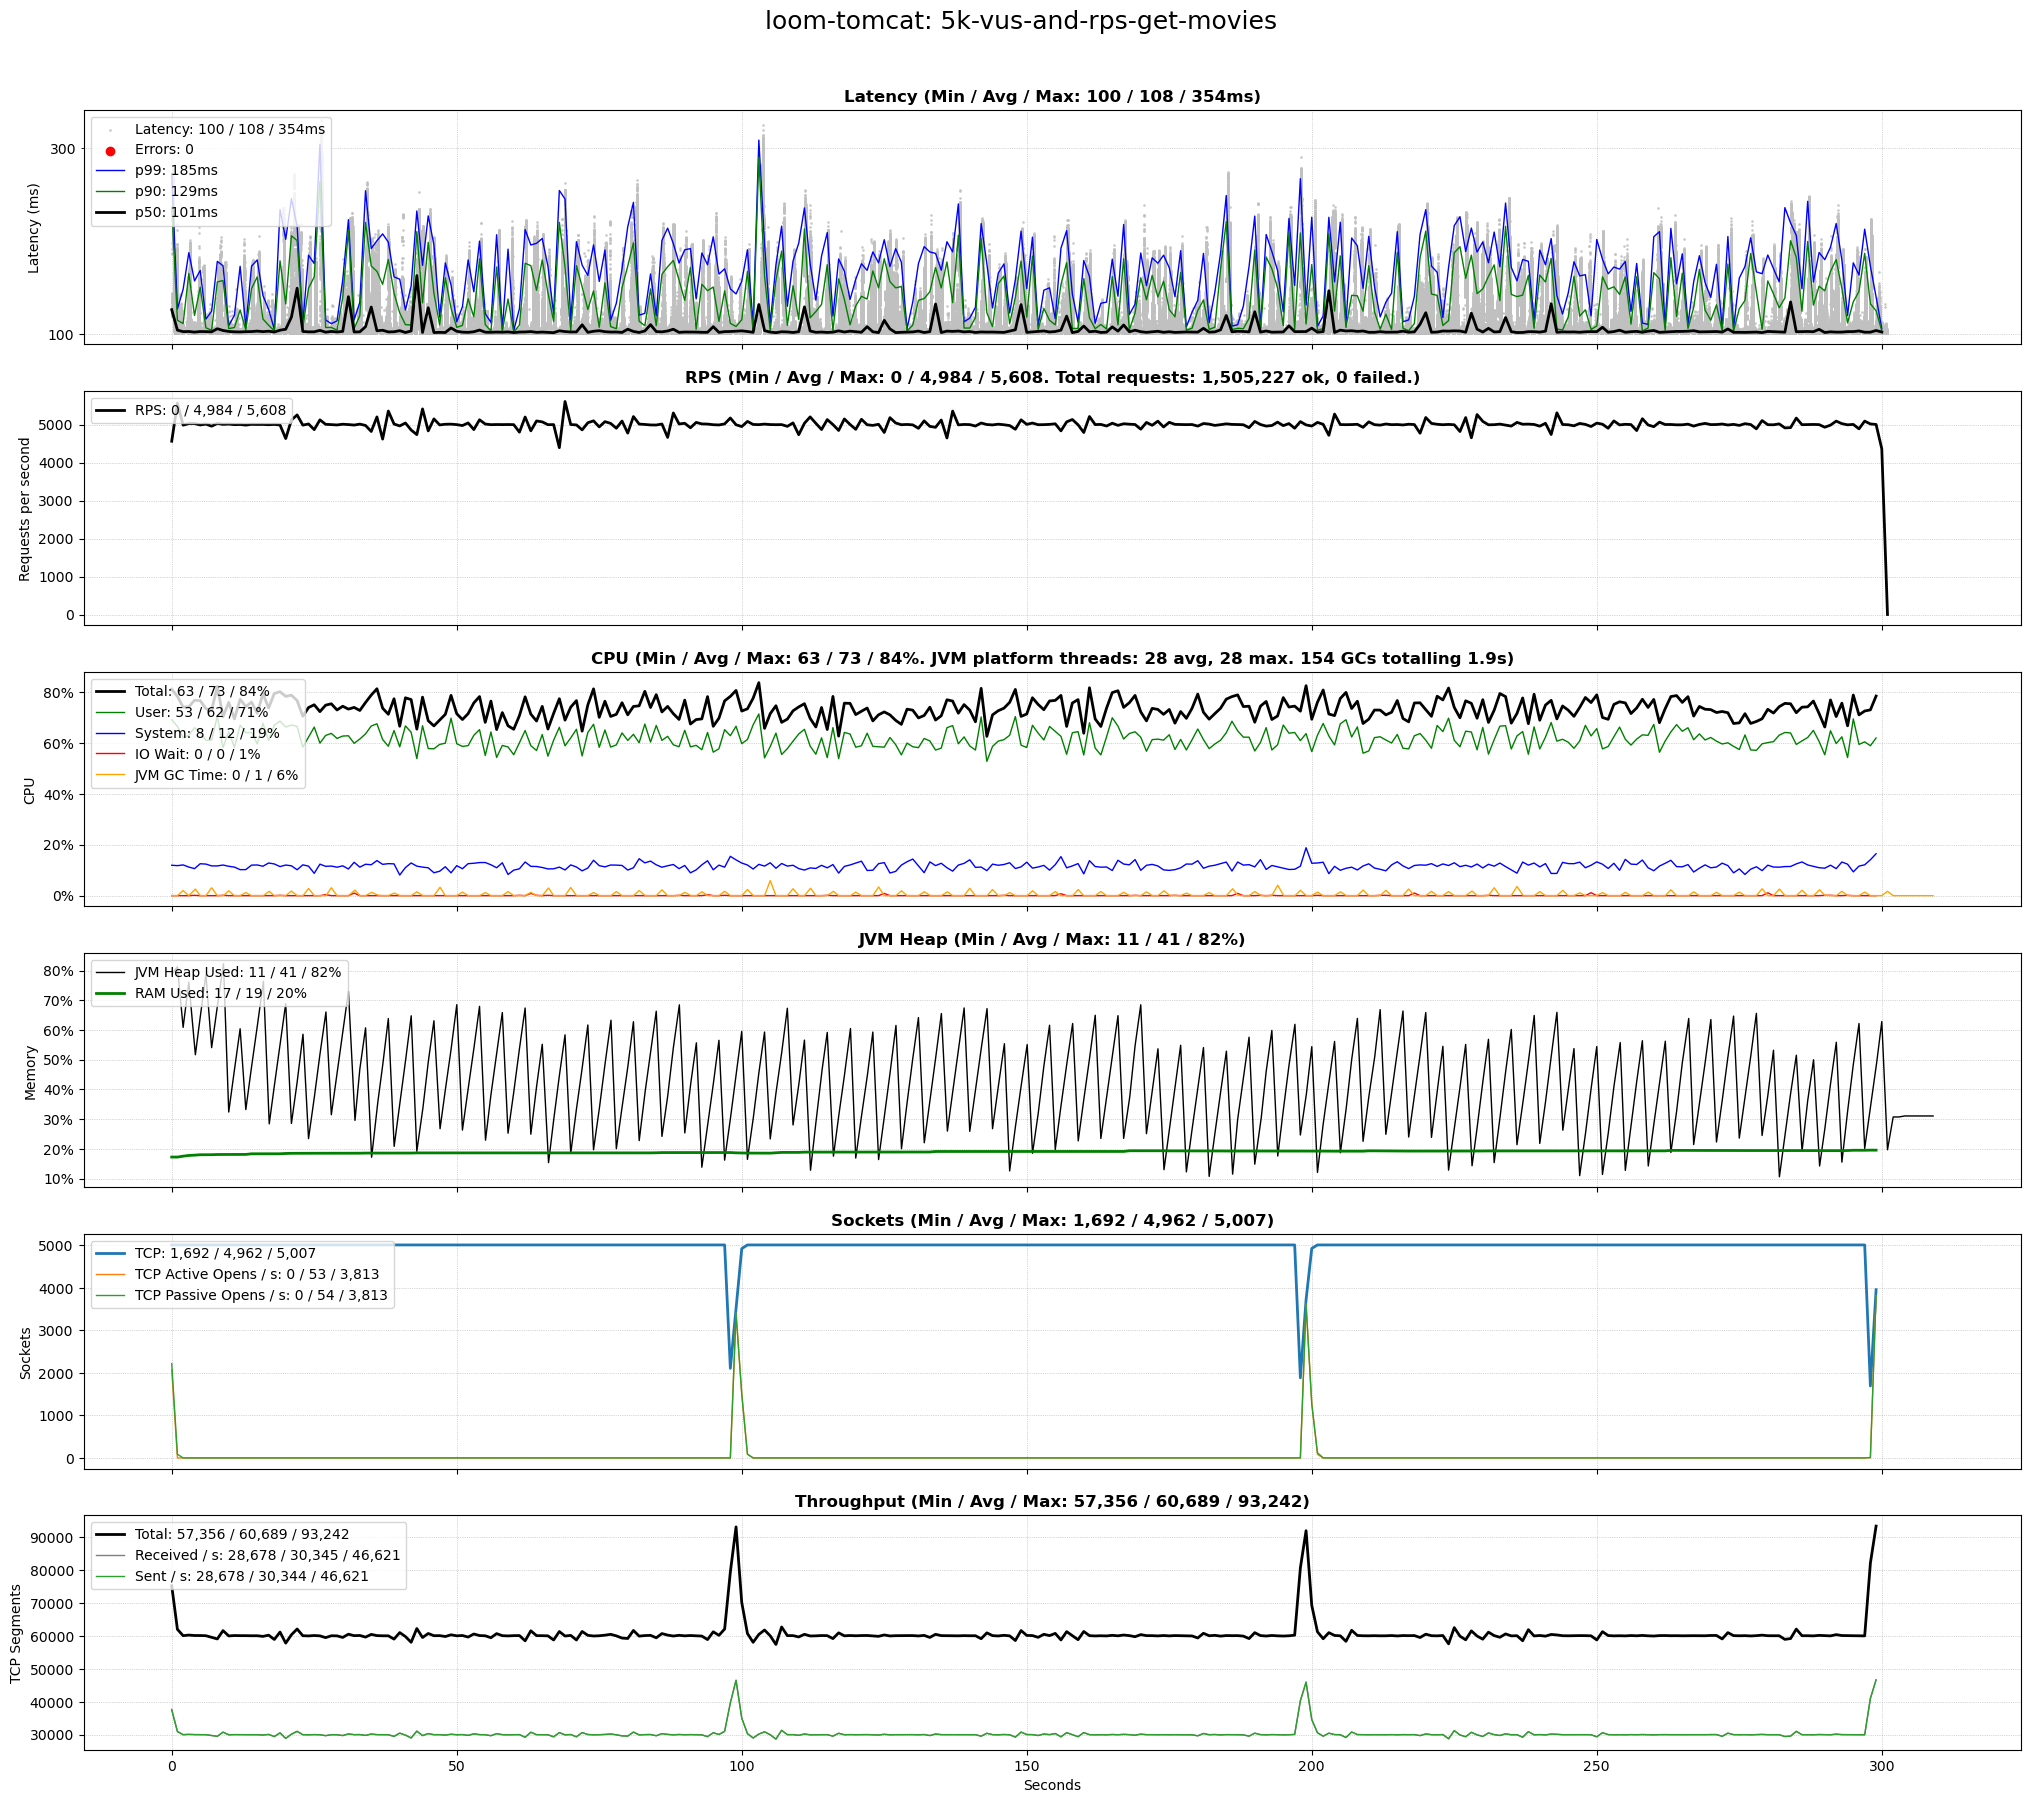 loom-tomcat: 5k-vus-and-rps-get-movies
Latency (Min / Avg / Max: 100 / 108 / 354ms)
Latency: 100 / 108 / 354ms
Errors: 0
p99: 185ms
p90: 129ms
p50: 101ms
300
100
Latency (ms)
RPS (Min / Avg / Max: 0 / 4,984 / 5,608. Total requests: 1,505,227 ok, 0 failed.)
RPS: 0 / 4,984 / 5,608
5000
4000
3000
2000
1000
0
Requests per second
CPU (Min / Avg / Max: 63 / 73 / 84%. JVM platform threads: 28 avg, 28 max. 154 GCs totalling 1.9s)
Total: 63 / 73 / 84%
User: 53 / 62 / 71%
System: 8 / 12 / 19%
IO Wait: 0 / 0 / 1%
JVM GC Time: 0 / 1 / 6%
80%
60%
40%
20%
0%
CPU
JVM Heap (Min / Avg / Max: 11 / 41 / 82%)
JVM Heap Used: 11 / 41 / 82%
RAM Used: 17 / 19 / 20%
80%
70%
60%
50%
40%
30%
20%
10%
Memory
Sockets (Min / Avg / Max: 1,692 / 4,962 / 5,007)
TCP: 1,692 / 4,962 / 5,007
TCP Active Opens / s: 0 / 53 / 3,813
TCP Passive Opens / s: 0 / 54 / 3,813
5000
4000
3000
2000
1000
0
Sockets
Throughput (Min / Avg / Max: 57,356 / 60,689 / 93,242)
Total: 57,356 / 60,689 / 93,242
Received / s: 28,678 / 30,345 / 46,621
Sent / s: 28,678 / 30,344 / 46,621
90000
80000
70000
60000
50000
40000
30000
TCP Segments
0 50 100 150 200 250 300
Seconds